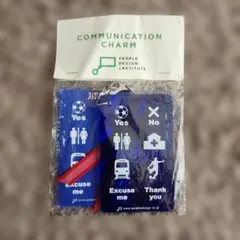 COMMUNICATION
CHARM
PEOPLE
DESIGN
INSTITUTE
Yes
Yes
No
Excuse
me
Excuse
me
Thank
you